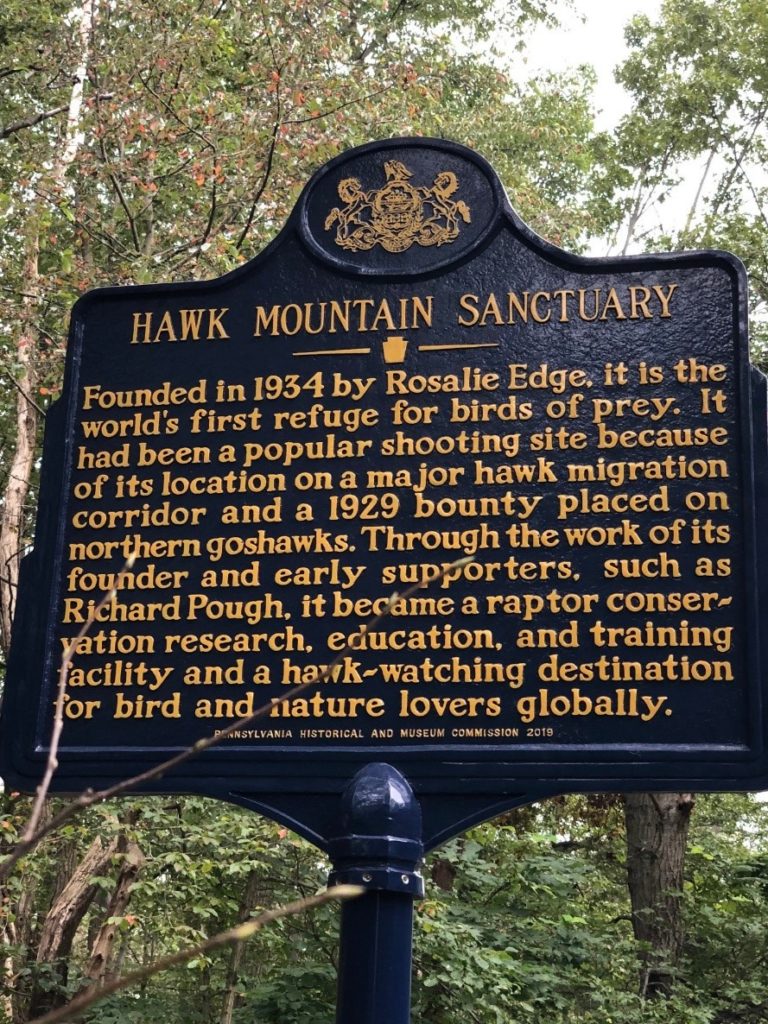 HAWK MOUNTAIN SANCTUARY
Founded in 1934 by Rosalie Edge, it is the
world's first refuge for birds of prey. It
had been a popular shooting site because
of its location on a major hawk migration
corridor and a 1929 bounty placed on
northern goshawks. Through the work of its
founder and early supporters, such as
Richard Pough, it became a raptor conser-
vation research, education, and training
facility and a hawk-watching destination
for bird and nature lovers globally.
PENNSYLVANIA HISTORICAL AND MUSEUM COMMISSION 2019